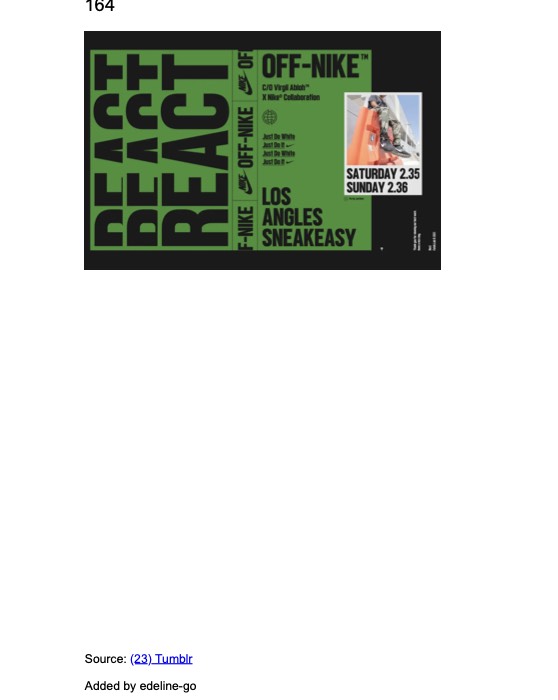 164
REACT
REACT
REACT
OFF-NIKE
OFF-NIKE
F-NIKE
OFF-NIKE™
C/O Virgil Abloh™
X Nike® Collaboration
Just Do White
Just Do It
Just Do White
Just Do It
SATURDAY 2.35
SUNDAY 2.36
LOS
ANGLES
SNEAKEASY
Source: (23) Tumblr
Added by edeline-go